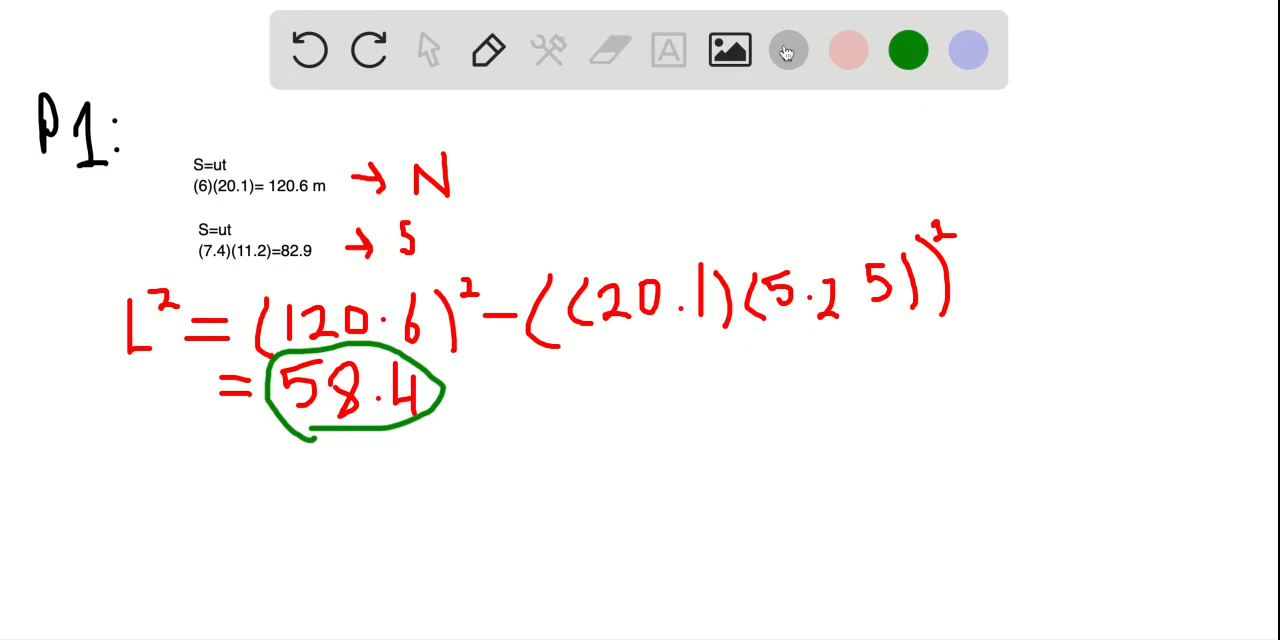 A
P1:
S=ut
(6)(20.1)= 120.6 m → N
S=ut
(7.4)(11.2)=82.9 → S
L² = (120.6)² - ((20.1)(5.25))²
= 58.4